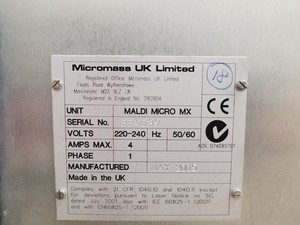 Micromass UK Limited
Registered Office: Micromass UK Limited
Floats Road Wythenshawe
Manchester M23 9LZ UK
Registered in England No
UNIT MALDI MICRO MX
SERIAL No.
VOLTS 220-240 Hz 50/60
AMPS MAX. 4
PHASE 1
MANUFACTURED
Made in the UK
Complies with 21 CFR 1040.10 and 1040.11 except
for deviations pursuant to Laser Notice no 50,
dated July 2001, also with IEC 60825-1 (2001)
and EN60825-1 (2001)